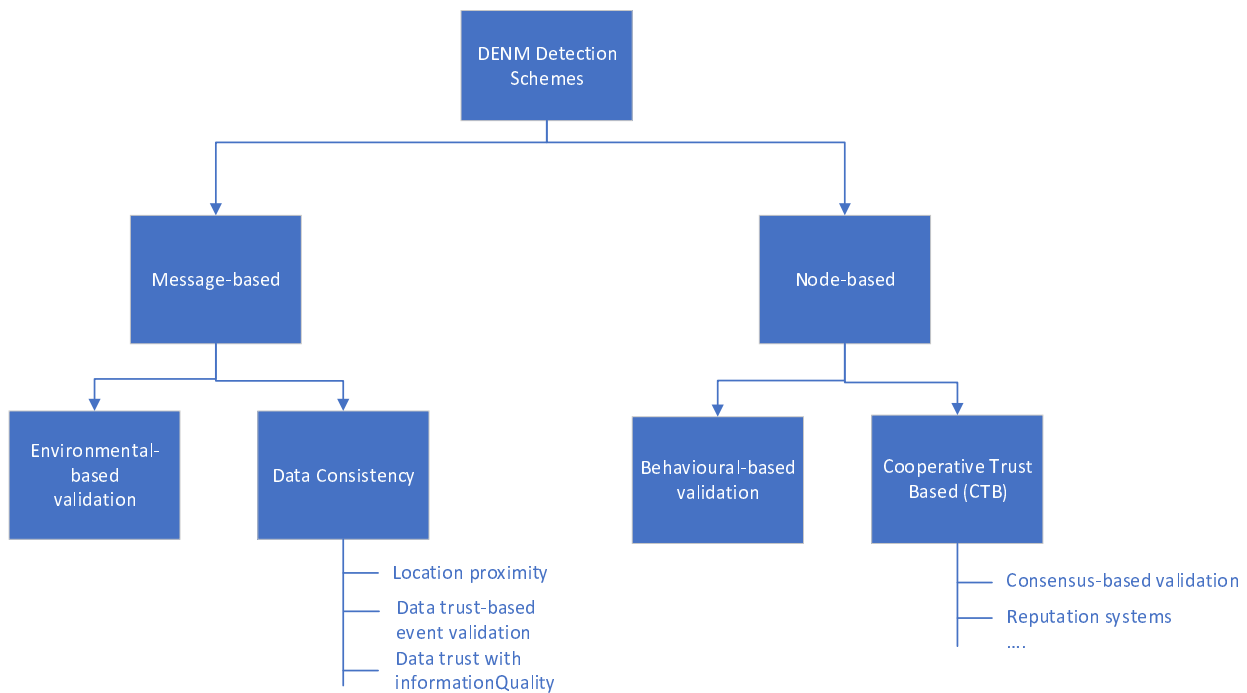 DENM Detection
Schemes
Message-based
Node-based
Environmental-
based
validation
Data Consistency
Behavioural-based
validation
Cooperative Trust
Based (CTB)
Location proximity
Data trust-based
event validation
Data trust with
informationQuality
Consensus-based validation
Reputation systems
....